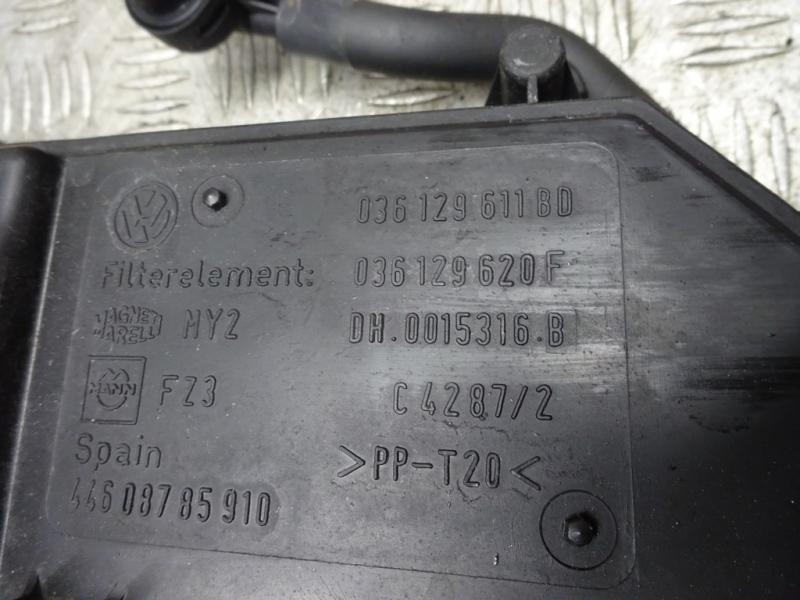 VW 036 129 611 BD
Filterelement: 036 129 620 F
MAGNETI MARELLI MY2 DH.0015316.B
MANN FZ3 C 4287/2
Spain >PP-T20<
446 087 85 910